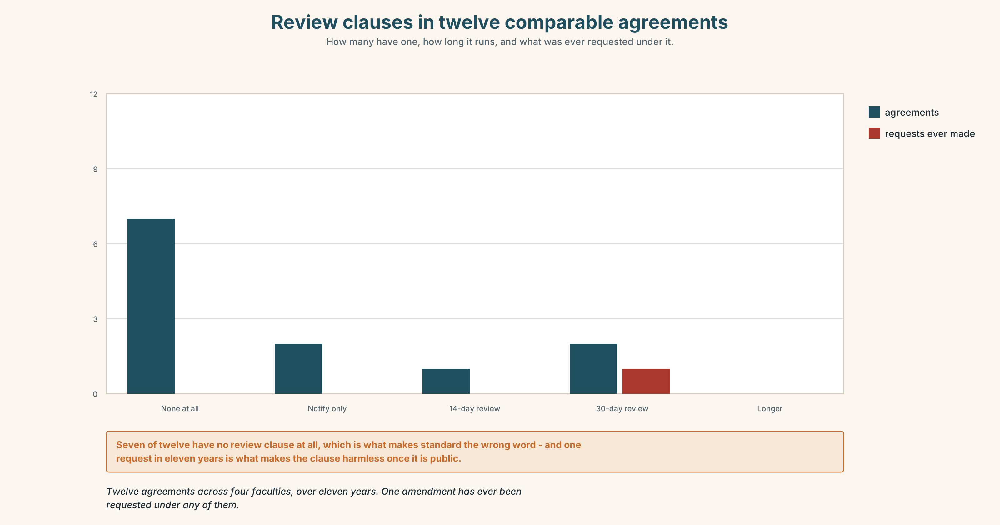 Review clauses in twelve comparable agreements
How many have one, how long it runs, and what was ever requested under it.
12
9
6
3
0
agreements
requests ever made
None at all
Notify only
14-day review
30-day review
Longer
Seven of twelve have no review clause at all, which is what makes standard the wrong word - and one
request in eleven years is what makes the clause harmless once it is public.
Twelve agreements across four faculties, over eleven years. One amendment has ever been
requested under any of them.